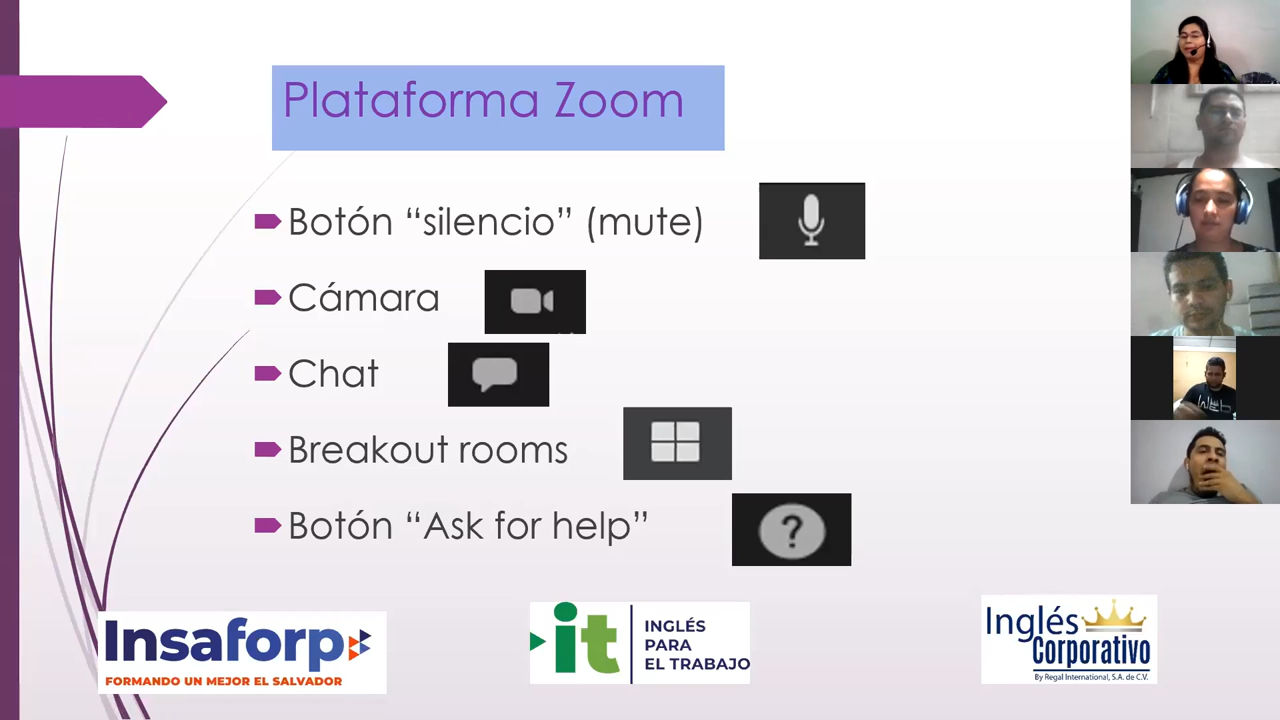 Plataforma Zoom
Botón “silencio” (mute)
Cámara
Chat
Breakout rooms
Botón “Ask for help”
?
Insaforp
FORMANDO UN MEJOR EL SALVADOR
it
INGLÉS
PARA
EL TRABAJO
Inglés
Corporativo
By Regal International, S.A. de C.V.